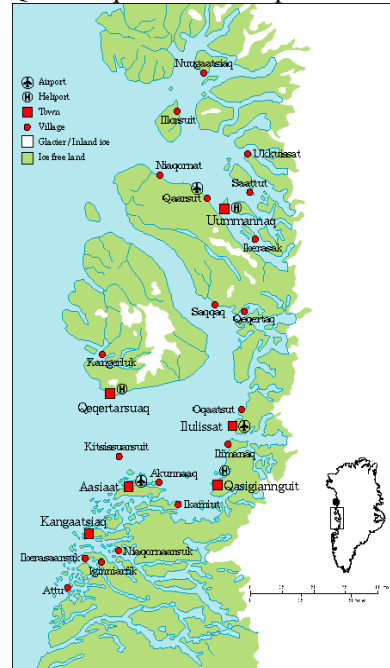 Nuugaatsiaq
Airport
Heliport
Town
Village
Glacier / Inland ice
Ice free land
Illorsuit
Ukkusissat
Niaqornat
Saattut
Qaarsut
Uummannaq
Ikerasak
Saqqaq
Qeqertaq
Kangerluk
Qeqertarsuaq
Oqaatsut
Ilulissat
Kitsissuarsuit
Ilimanaq
Akunnaaq
Aasiaat
Qasigiannguit
Ikamiut
Kangaatsiaq
Niaqornaarsuk
Ikerasaarsuk
Iginniarfik
Attu